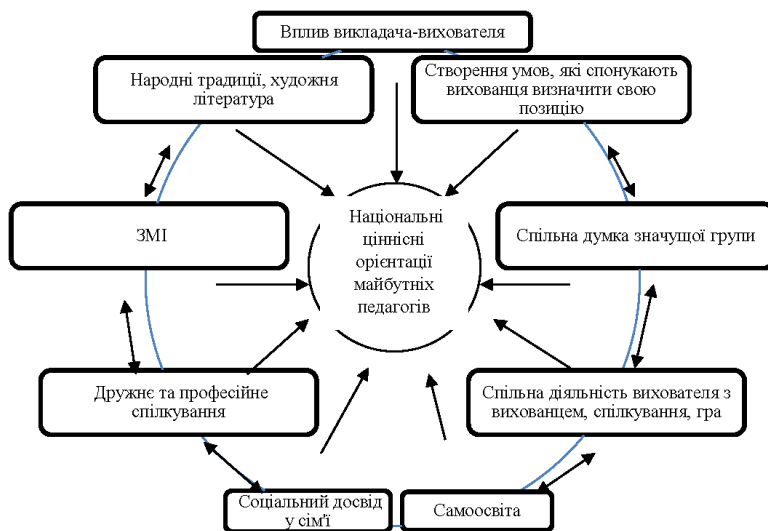 Вплив викладача-вихователя
Народні традиції, художня
література
Створення умов, які спонукають
вихованця визначити свою
позицію
ЗМІ
Національні
ціннісні
орієнтації
майбутніх
педагогів
Спільна думка значущої групи
Дружнє та професійне
спілкування
Спільна діяльність вихователя з
вихованцем, спілкування, гра
Соціальний досвід
у сім'ї
Самоосвіта